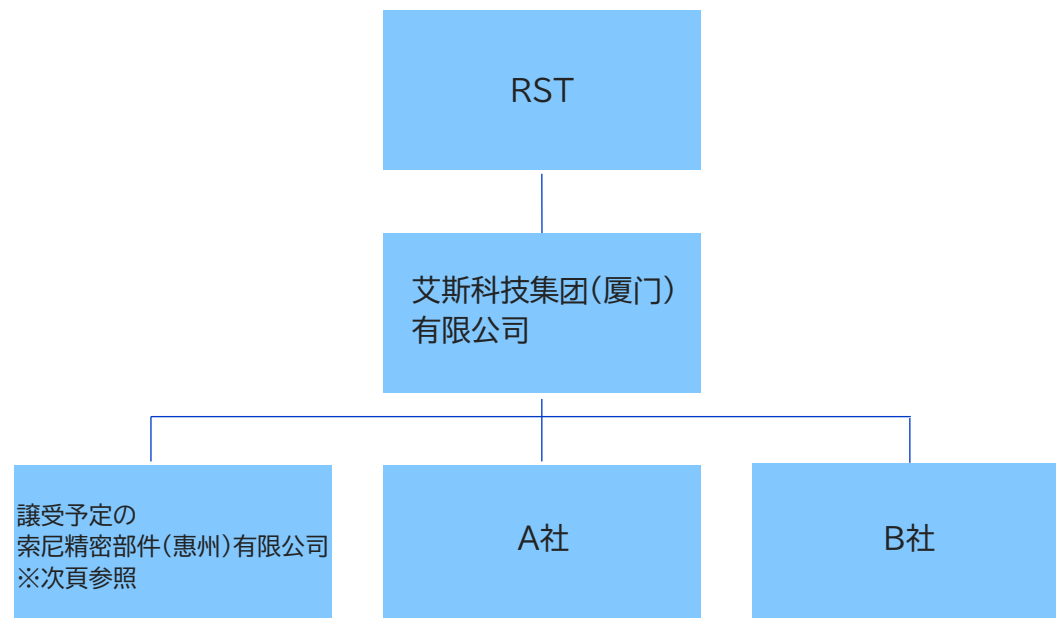 RST
艾斯科技集团(厦门)
有限公司
譲受予定の
索尼精密部件(惠州)有限公司
※次頁参照
A社
B社